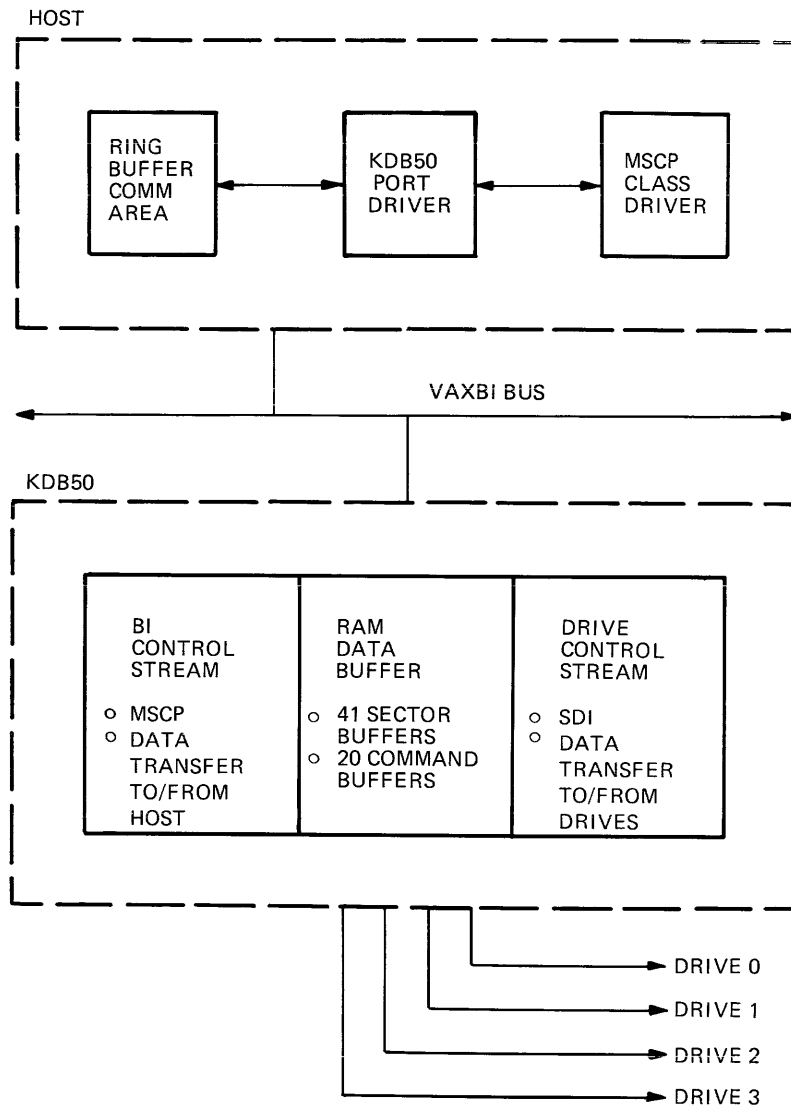 HOST
RING
BUFFER
COMM
AREA
KDB50
PORT
DRIVER
MSCP
CLASS
DRIVER
VAXBI BUS
KDB50
BI
CONTROL
STREAM
○ MSCP
○ DATA
TRANSFER
TO/FROM
HOST
RAM
DATA
BUFFER
○ 41 SECTOR
BUFFERS
○ 20 COMMAND
BUFFERS
DRIVE
CONTROL
STREAM
○ SDI
○ DATA
TRANSFER
TO/FROM
DRIVES
DRIVE 0
DRIVE 1
DRIVE 2
DRIVE 3